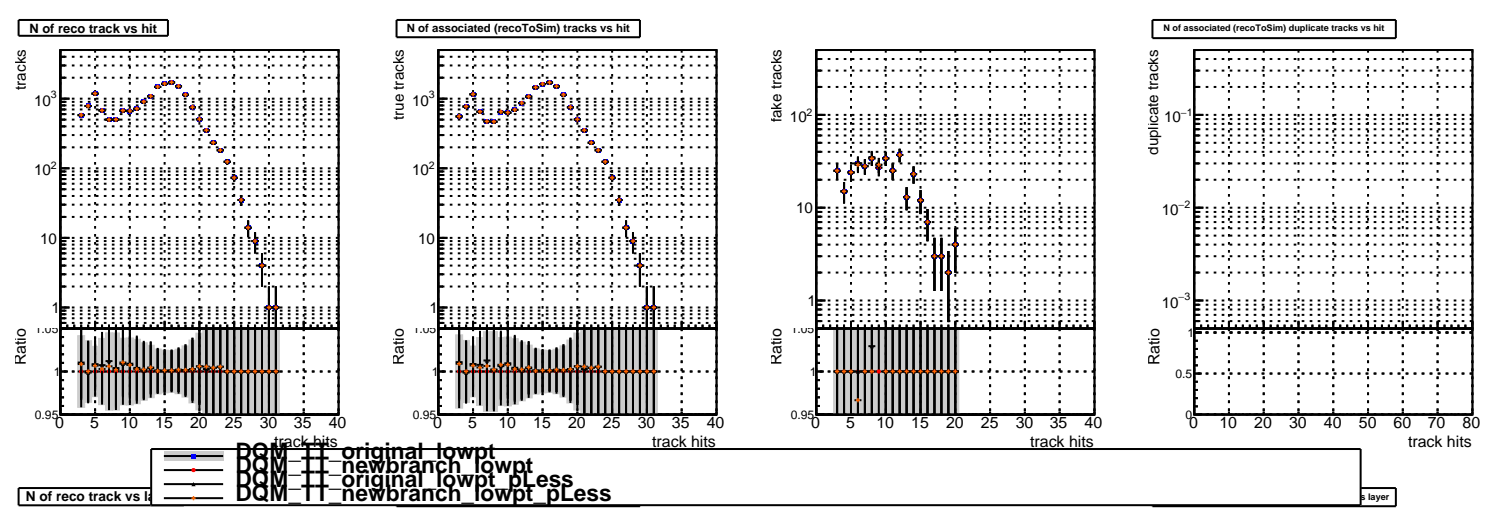 N of reco track vs hit
N of associated (recoToSim) tracks vs hit
N of associated (recoToSim) duplicate tracks vs hit
tracks
10³
10²
10
1
Ratio
1.05
1
0.95
0 5 10 15 20 25 30 35 40
track hits
true tracks
10³
10²
10
1
Ratio
1.05
1
0.95
0 5 10 15 20 25 30 35 40
track hits
fake tracks
10²
10
1
Ratio
1.05
1
0.95
0 5 10 15 20 25 30 35 40
track hits
duplicate tracks
10⁻¹
10⁻²
10⁻³
Ratio
1
0.5
0
0 10 20 30 40 50 60 70 80
track hits
DQM_TT_original_lowpt
DQM_TT_newbranch_lowpt
DQM_TT_original_lowpt_pLess
DQM_TT_newbranch_lowpt_pLess
N of reco track vs la
s layer